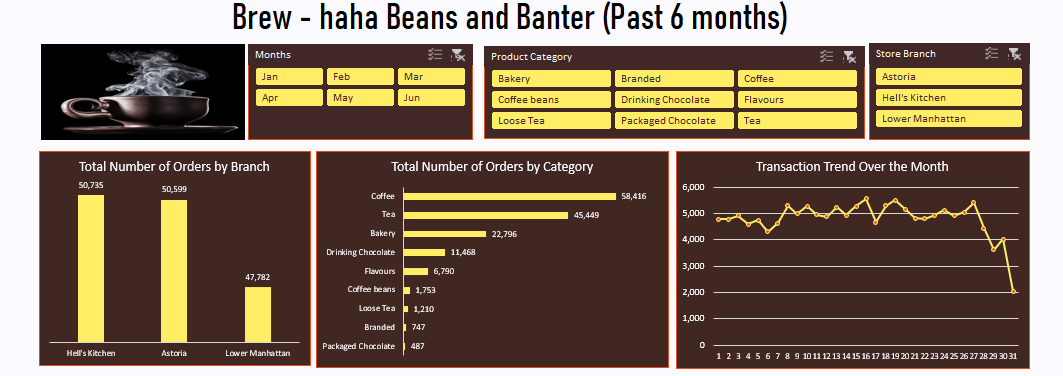 Brew - haha Beans and Banter (Past 6 months)
Months
Jan Feb Mar
Apr May Jun
Product Category
Bakery Branded Coffee
Coffee beans Drinking Chocolate Flavours
Loose Tea Packaged Chocolate Tea
Store Branch
Astoria
Hell's Kitchen
Lower Manhattan
Total Number of Orders by Branch
50,735
50,599
47,782
Hell's Kitchen Astoria Lower Manhattan
Total Number of Orders by Category
Coffee 58,416
Tea 45,449
Bakery 22,796
Drinking Chocolate 11,468
Flavours 6,790
Coffee beans 1,753
Loose Tea 1,210
Branded 747
Packaged Chocolate 487
Transaction Trend Over the Month
6,000
5,000
4,000
3,000
2,000
1,000
0
1 2 3 4 5 6 7 8 9 10 11 12 13 14 15 16 17 18 19 20 21 22 23 24 25 26 27 28 29 30 31